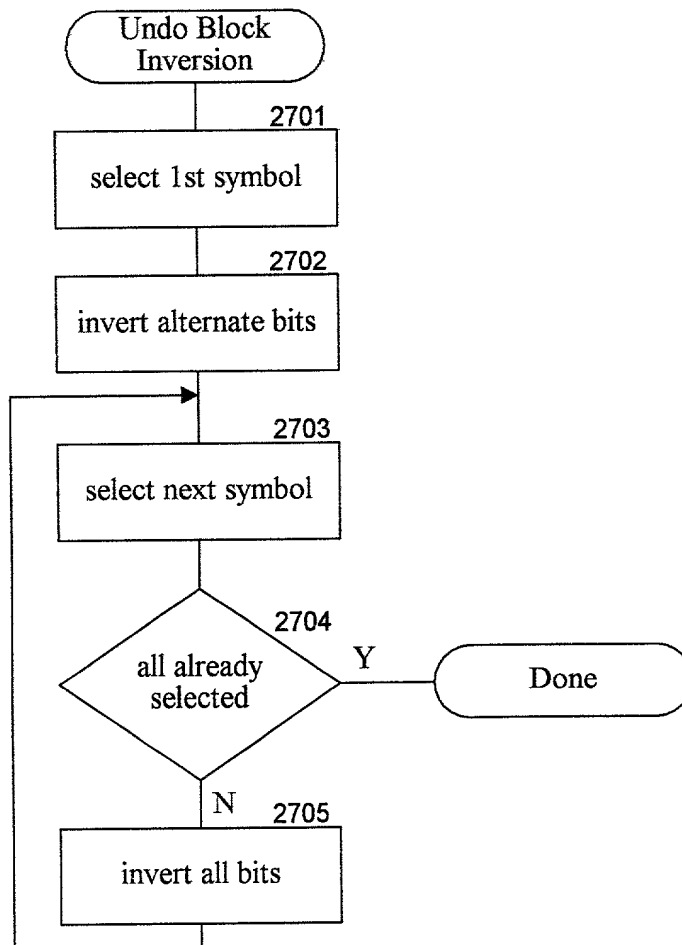 Undo Block
Inversion
2701
select 1st symbol
2702
invert alternate bits
2703
select next symbol
2704
all already
selected
Y
Done
N
2705
invert all bits